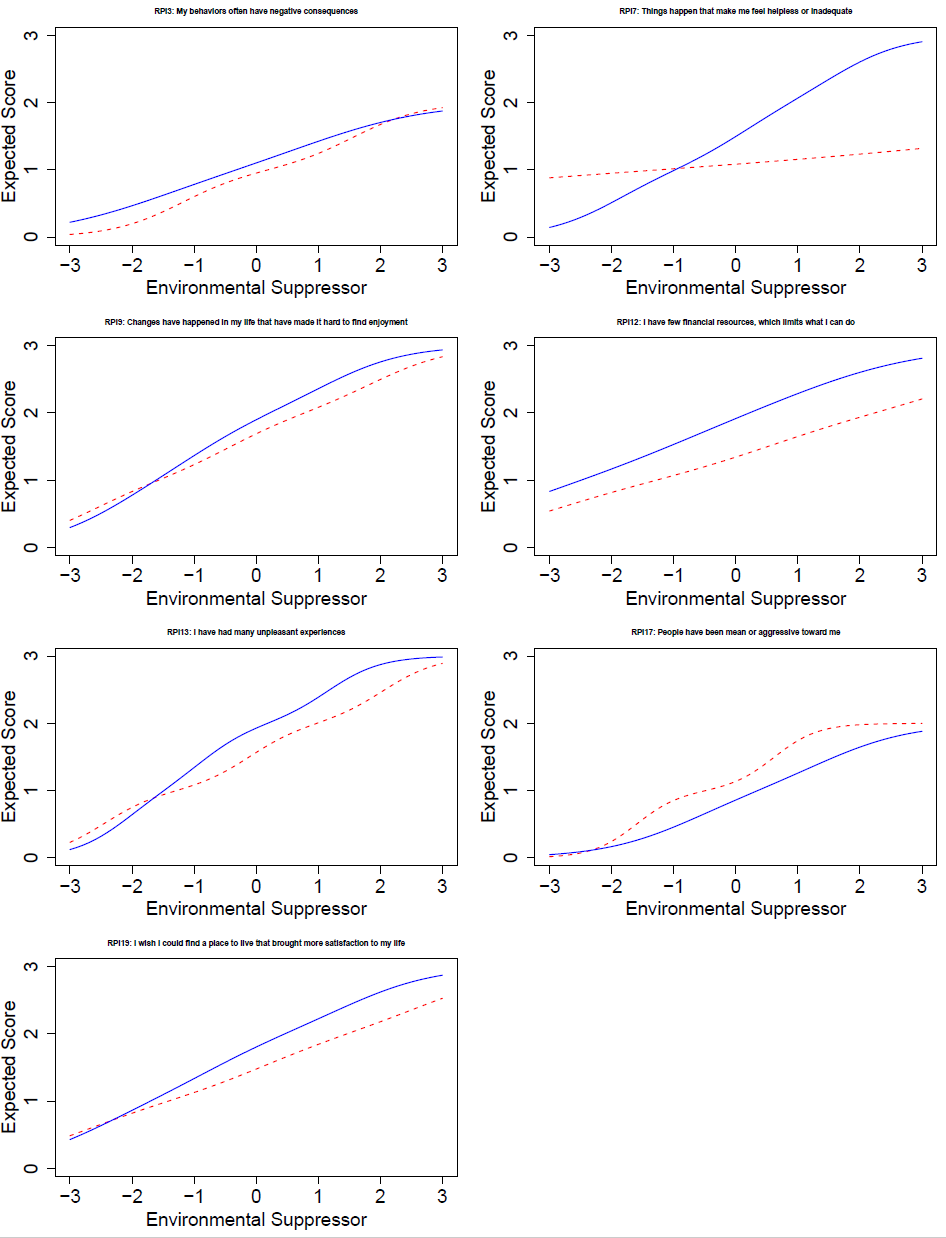 RPI3: My behaviors often have negative consequences
Expected Score
3
2
1
0
−3 −2 −1 0 1 2 3
Environmental Suppressor
RPI7: Things happen that make me feel helpless or inadequate
Expected Score
3
2
1
0
−3 −2 −1 0 1 2 3
Environmental Suppressor
RPI9: Changes have happened in my life that have made it hard to find enjoyment
Expected Score
3
2
1
0
−3 −2 −1 0 1 2 3
Environmental Suppressor
RPI12: I have few financial resources, which limits what I can do
Expected Score
3
2
1
0
−3 −2 −1 0 1 2 3
Environmental Suppressor
RPI13: I have had many unpleasant experiences
Expected Score
3
2
1
0
−3 −2 −1 0 1 2 3
Environmental Suppressor
RPI17: People have been mean or aggressive toward me
Expected Score
3
2
1
0
−3 −2 −1 0 1 2 3
Environmental Suppressor
RPI19: I wish I could find a place to live that brought more satisfaction to my life
Expected Score
3
2
1
0
−3 −2 −1 0 1 2 3
Environmental Suppressor